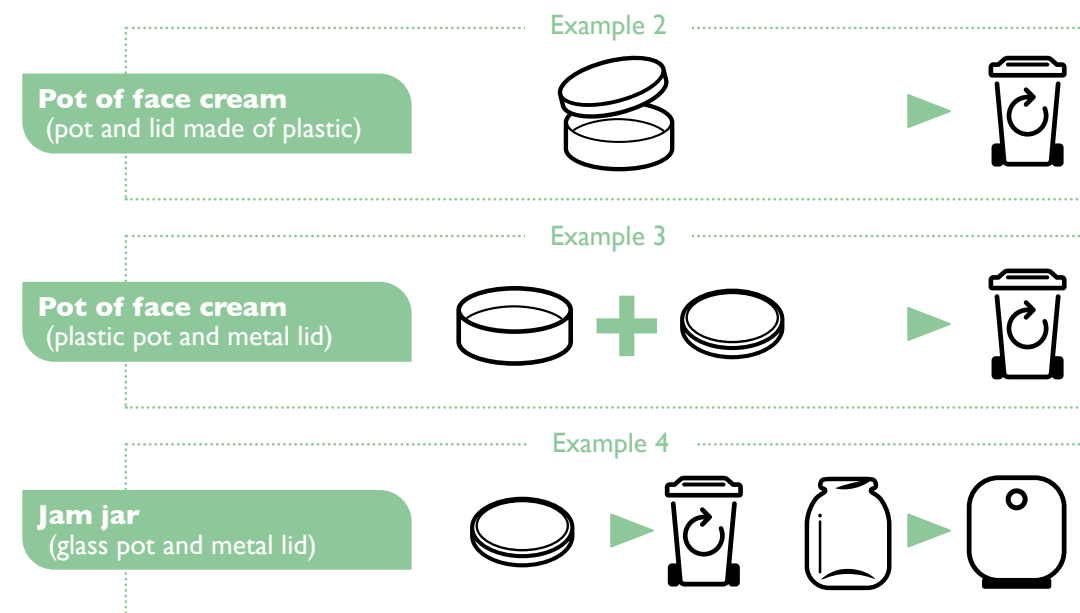 Example 2
Pot of face cream
(pot and lid made of plastic)
Example 3
Pot of face cream
(plastic pot and metal lid)
Example 4
Jam jar
(glass pot and metal lid)